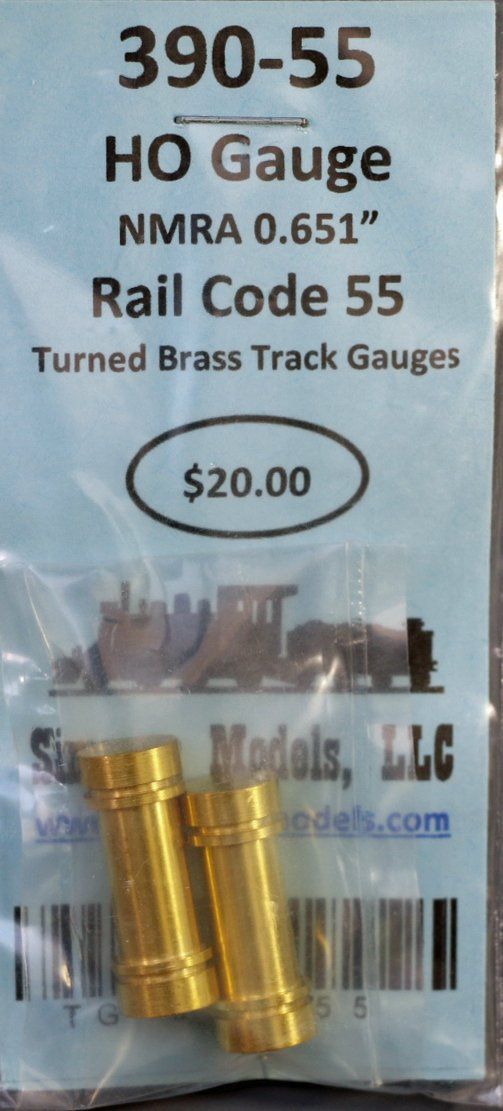 390-55
HO Gauge
NMRA 0.651”
Rail Code 55
Turned Brass Track Gauges
$20.00
Models, LLC